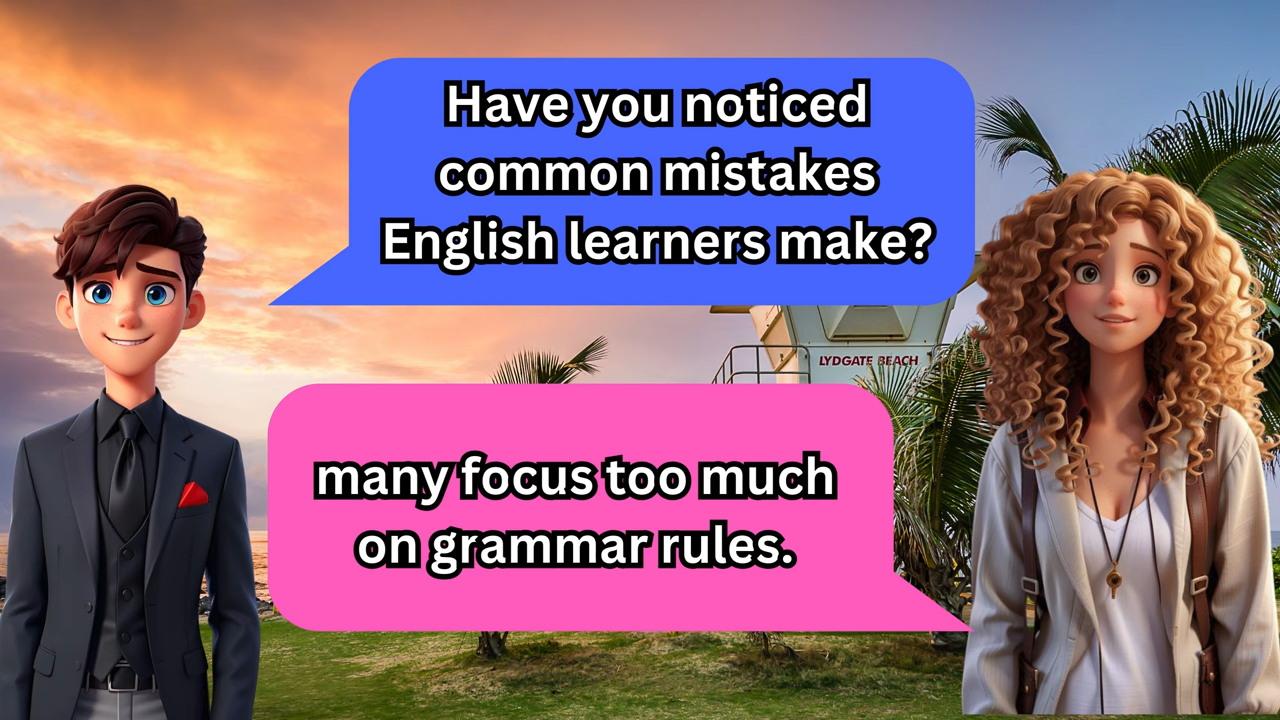 Have you noticed
common mistakes
English learners make?
LYDGATE BEACH
many focus too much
on grammar rules.